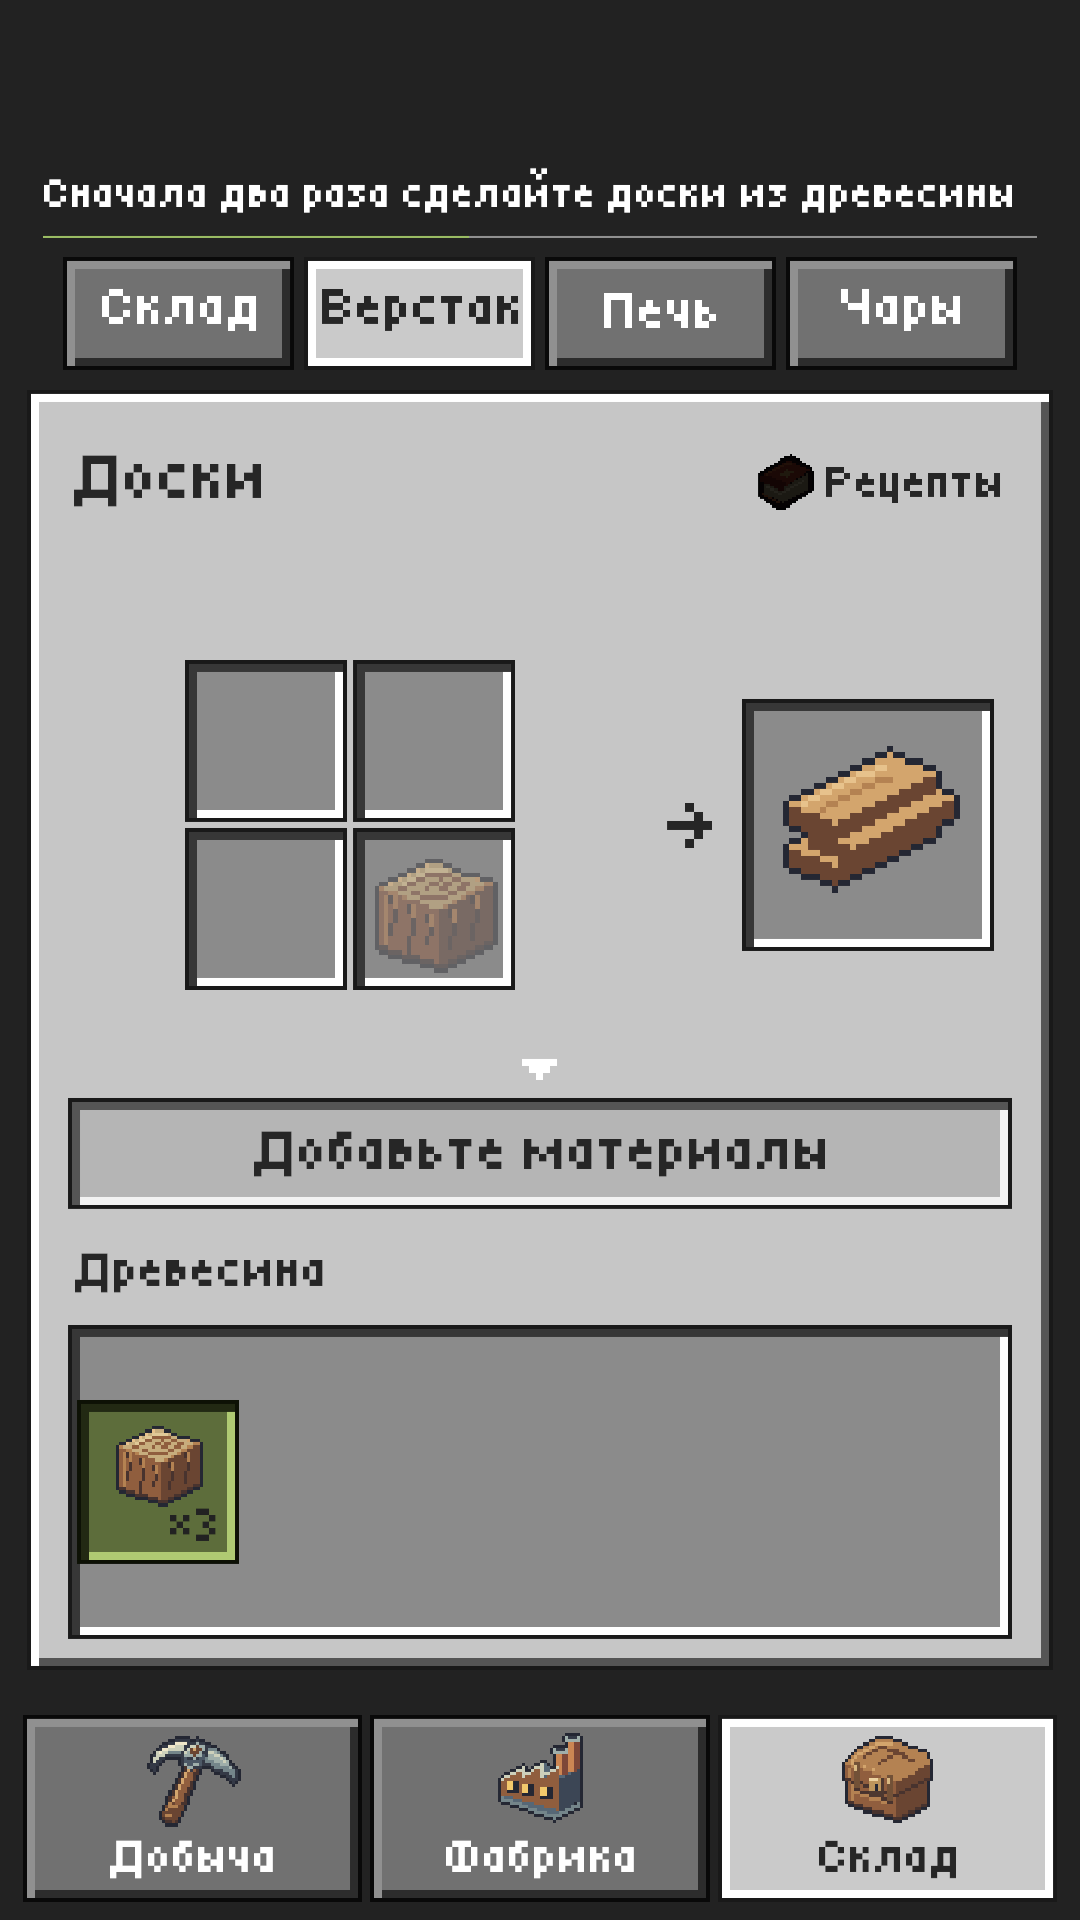 Сначала два раза сделайте доски из древесины
Склад
Верстак
Печь
Чары
Доски
Рецепты
Добавьте материалы
Древесина
×3
Добыча
Фабрика
Склад